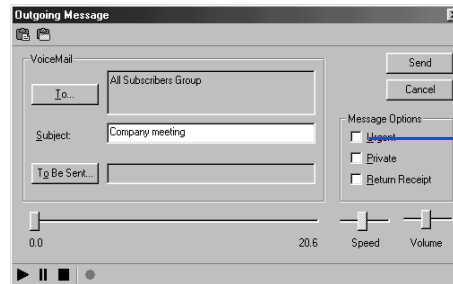 Outgoing Message
VoiceMail
To...
All Subscribers Group
Subject:
Company meeting
To Be Sent...
Send
Cancel
Message Options
Urgent
Private
Return Receipt
0.0
20.6
Speed
Volume